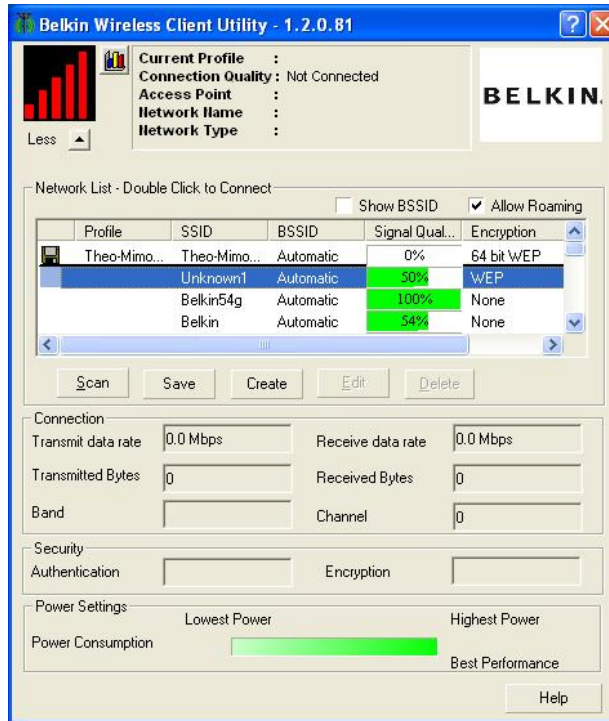 Belkin Wireless Client Utility - 1.2.0.81
Current Profile :
Connection Quality : Not Connected
Access Point :
Network Name :
Network Type :
BELKIN.
Less
Network List - Double Click to Connect
Show BSSID Allow Roaming
Profile SSID BSSID Signal Qual... Encryption
Theo-Mimo... Theo-Mimo... Automatic 0% 64 bit WEP
Unknown1 Automatic 50% WEP
Belkin54g Automatic 100% None
Belkin Automatic 54% None
Scan Save Create Edit Delete
Connection
Transmit data rate 0.0 Mbps Receive data rate 0.0 Mbps
Transmitted Bytes 0 Received Bytes 0
Band Channel 0
Security
Authentication Encryption
Power Settings
Lowest Power Highest Power
Power Consumption
Best Performance
Help